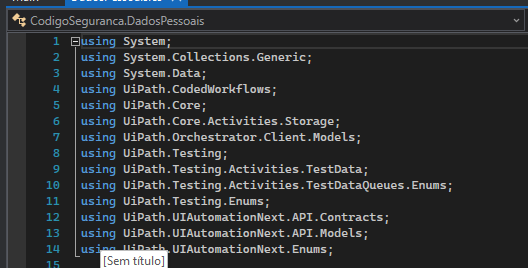 CodigoSeguranca.DadosPessoais
1 using System;
2 using System.Collections.Generic;
3 using System.Data;
4 using UiPath.CodedWorkflows;
5 using UiPath.Core;
6 using UiPath.Core.Activities.Storage;
7 using UiPath.Orchestrator.Client.Models;
8 using UiPath.Testing;
9 using UiPath.Testing.Activities.TestData;
10 using UiPath.Testing.Activities.TestDataQueues.Enums;
11 using UiPath.Testing.Enums;
12 using UiPath.UIAutomationNext.API.Contracts;
13 using UiPath.UIAutomationNext.API.Models;
14 using UiPath.UIAutomationNext.Enums;
[Sem título]
15